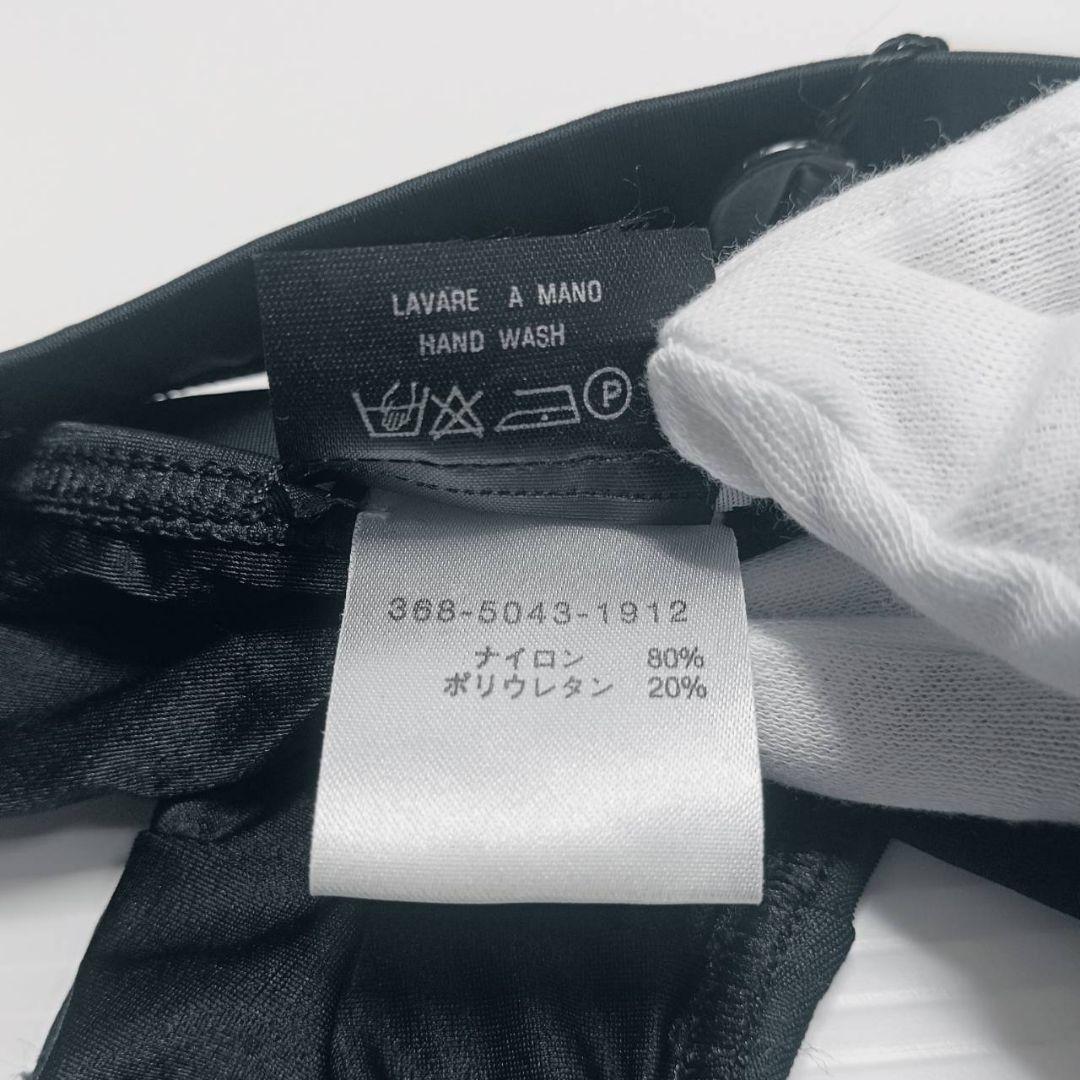 LAVARE A MANO
HAND WASH
P
368-5043-1912
ナイロン 80%
ポリウレタン 20%